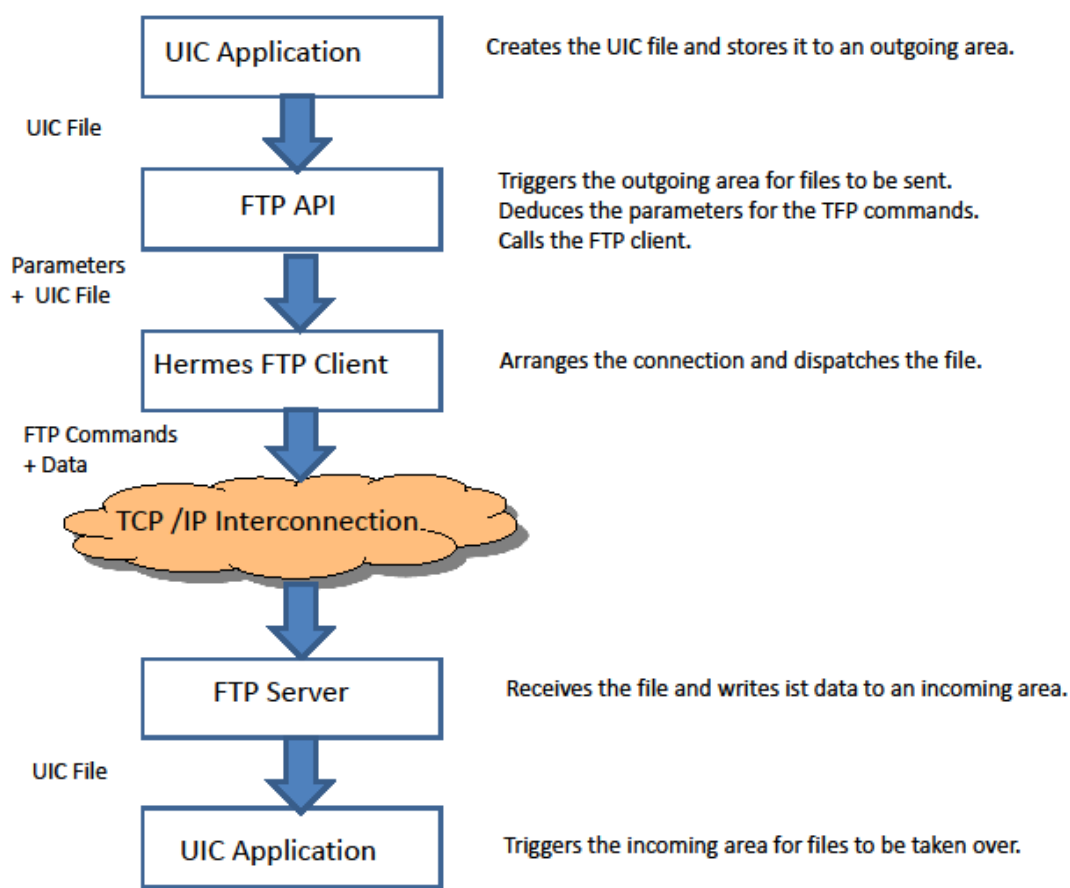 UIC Application
Creates the UIC file and stores it to an outgoing area.
UIC File
FTP API
Triggers the outgoing area for files to be sent.
Deduces the parameters for the TFP commands.
Calls the FTP client.
Parameters
+ UIC File
Hermes FTP Client
Arranges the connection and dispatches the file.
FTP Commands
+ Data
TCP /IP Interconnection
FTP Server
Receives the file and writes ist data to an incoming area.
UIC File
UIC Application
Triggers the incoming area for files to be taken over.